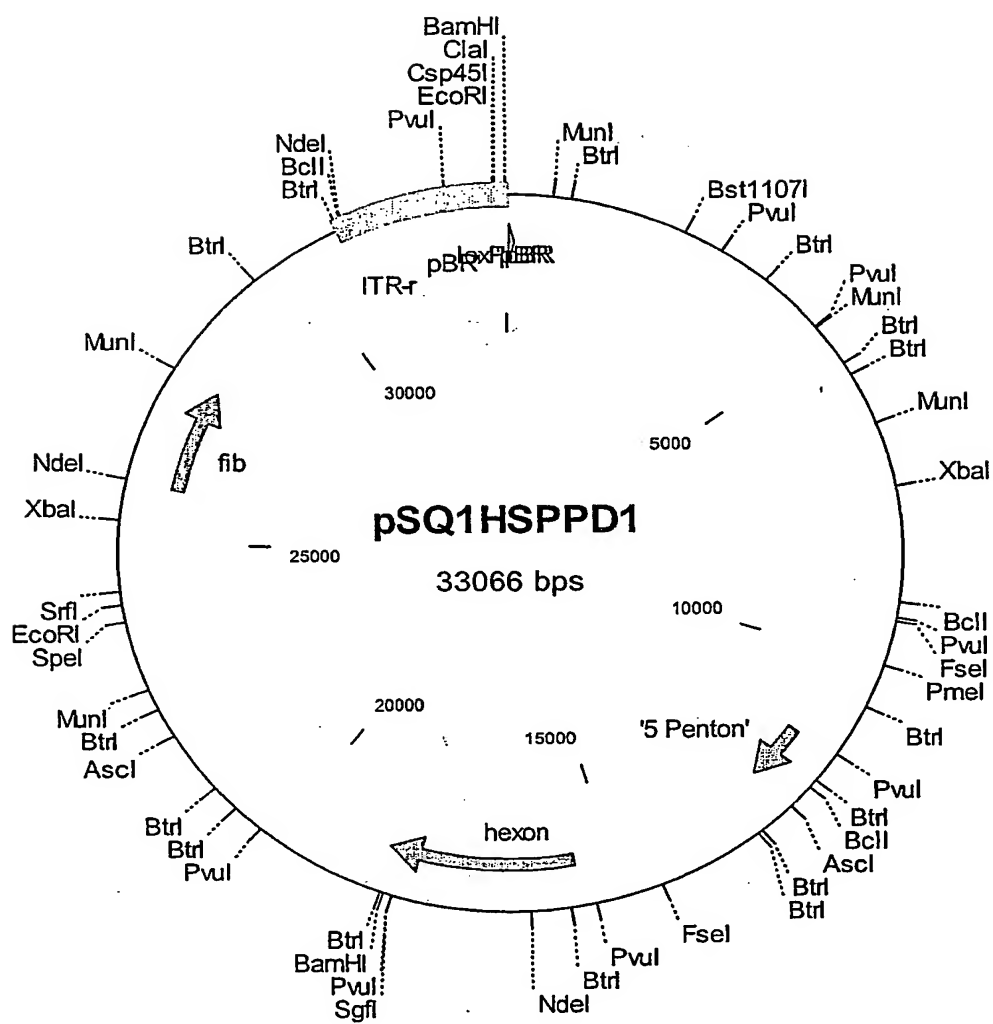 BamHI
ClaI
Csp45I
EcoRI
PvuI
NdeI
BclI
BtrI
BtrI
MunI
NdeI
XbaI
SrfI
EcoRI
SpeI
MunI
BtrI
AscI
BtrI
BtrI
PvuI
BtrI
BamHI
PvuI
SgfI
MunI
BtrI
Bst1107I
PvuI
BtrI
PvuI
MunI
BtrI
BtrI
MunI
XbaI
BclI
PvuI
FseI
PmeI
BtrI
PvuI
BtrI
BclI
AscI
BtrI
BtrI
FseI
PvuI
BtrI
NdeI
ITR-r
pBR
30000
5000
fib
pSQ1HSPPD1
33066 bps
25000
10000
20000
15000
'5 Penton'
hexon